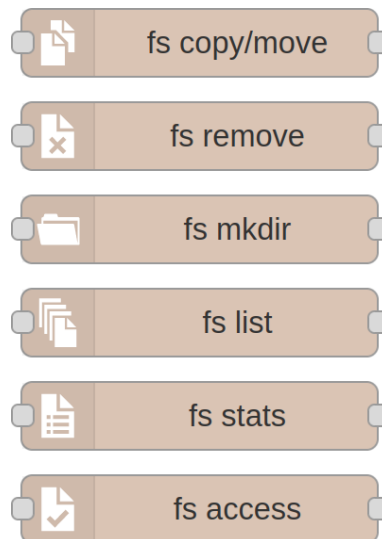 fs copy/move
fs remove
fs mkdir
fs list
fs stats
fs access